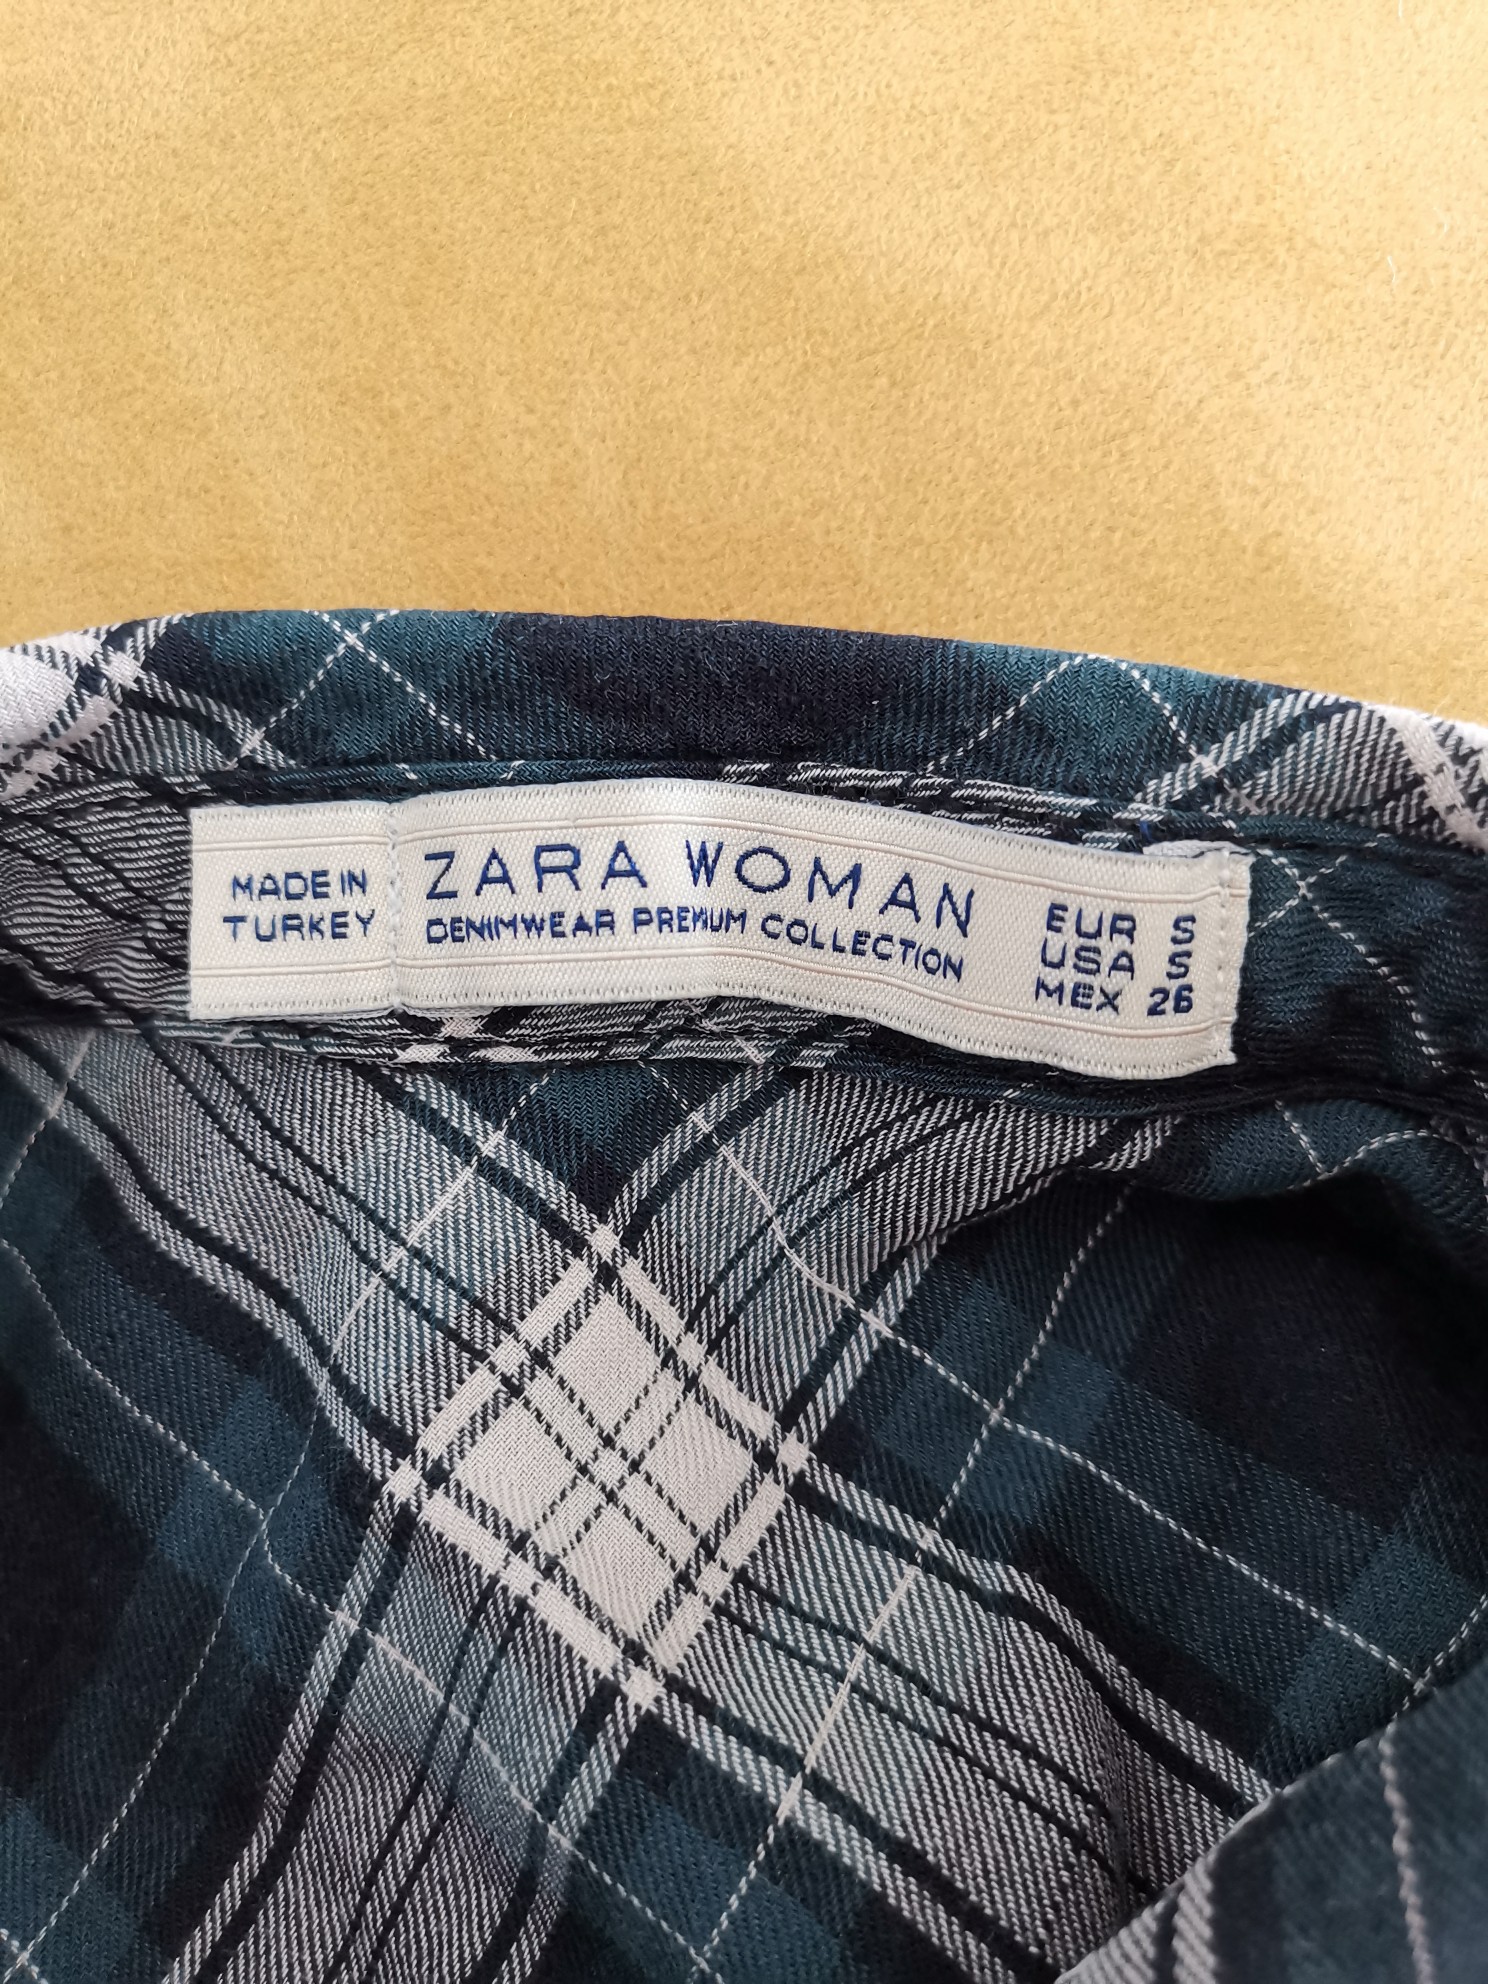 MADE IN
TURKEY
ZARA WOMAN
DENIMWEAR PREMIUM COLLECTION
EUR S
USA S
MEX 26